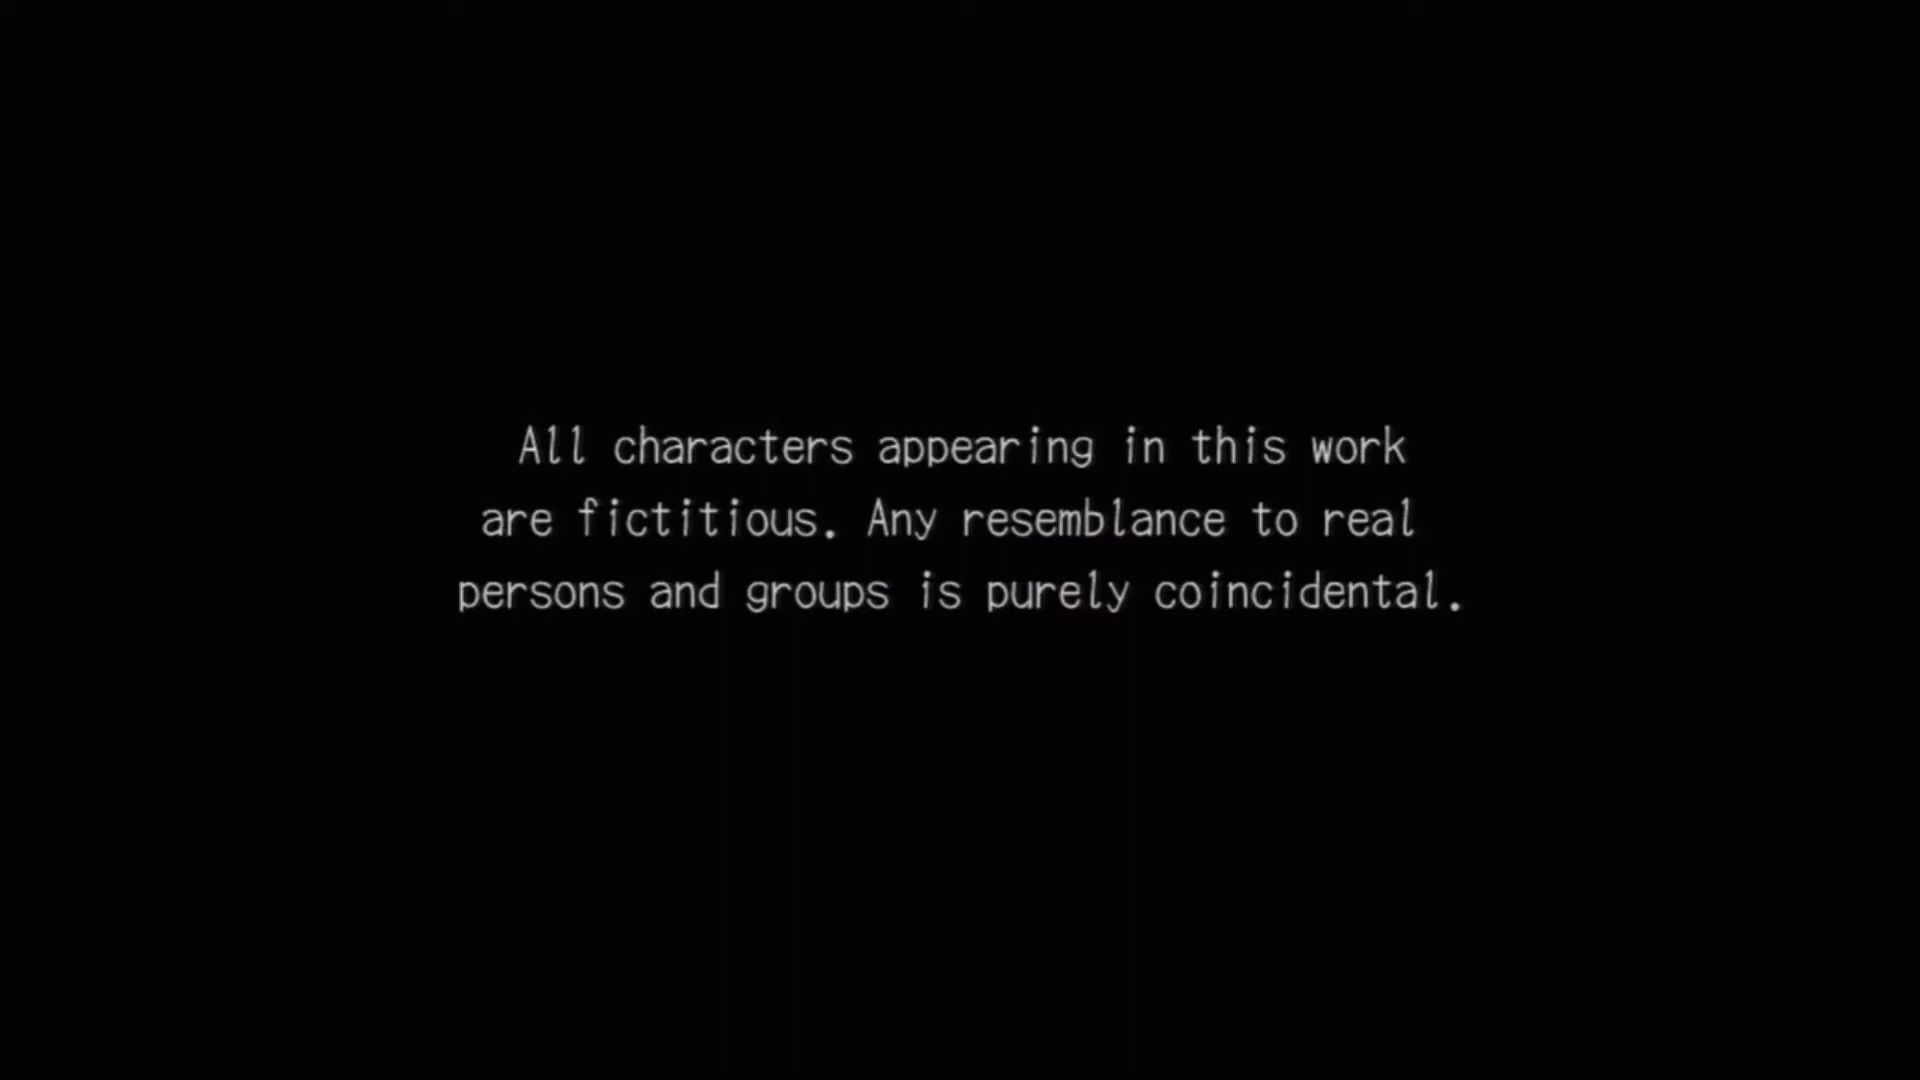 All characters appearing in this work
are fictitious. Any resemblance to real
persons and groups is purely coincidental.